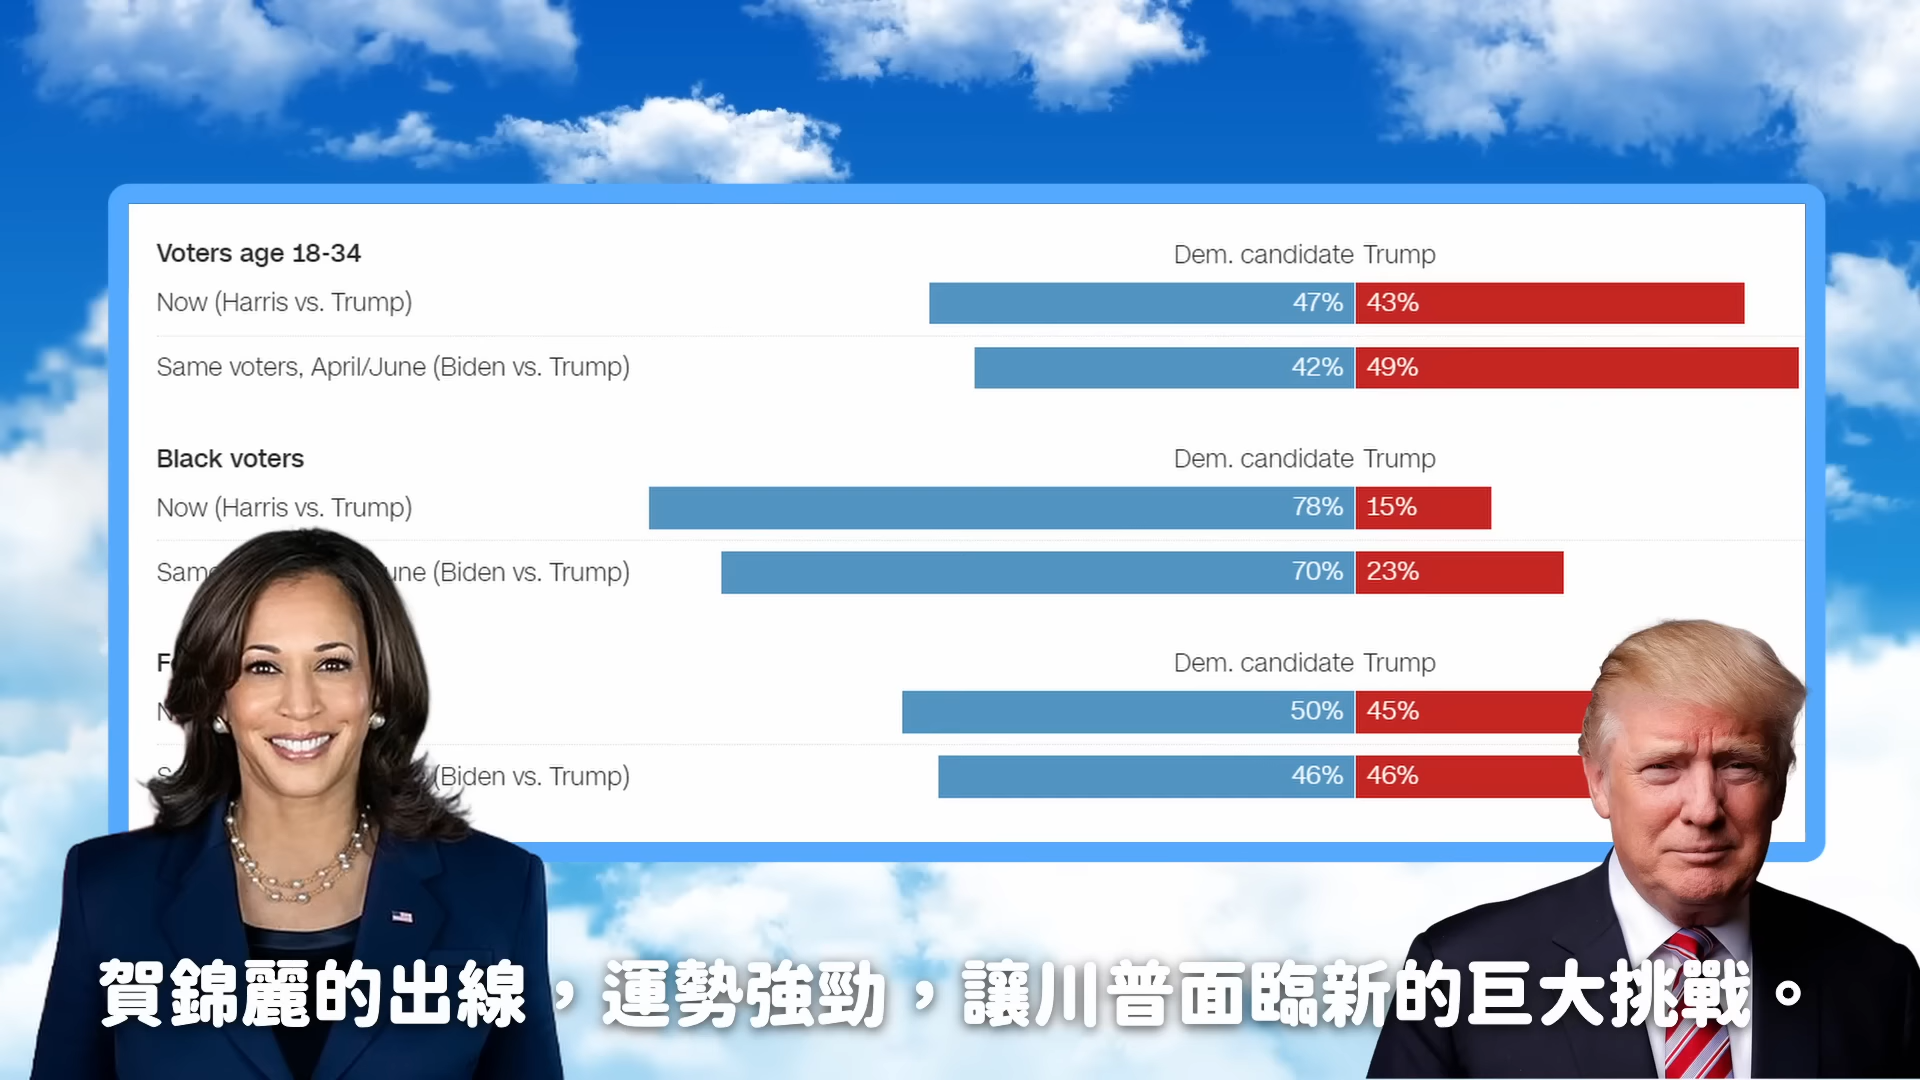 Voters age 18-34 Dem. candidate Trump
Now (Harris vs. Trump) 47% 43%
Same voters, April/June (Biden vs. Trump) 42% 49%
Black voters Dem. candidate Trump
Now (Harris vs. Trump) 78% 15%
(Biden vs. Trump) 70% 23%
Dem. candidate Trump
50% 45%
(Biden vs. Trump) 46% 46%
賀錦麗的出線，運勢強勁，讓川普面臨新的巨大挑戰。